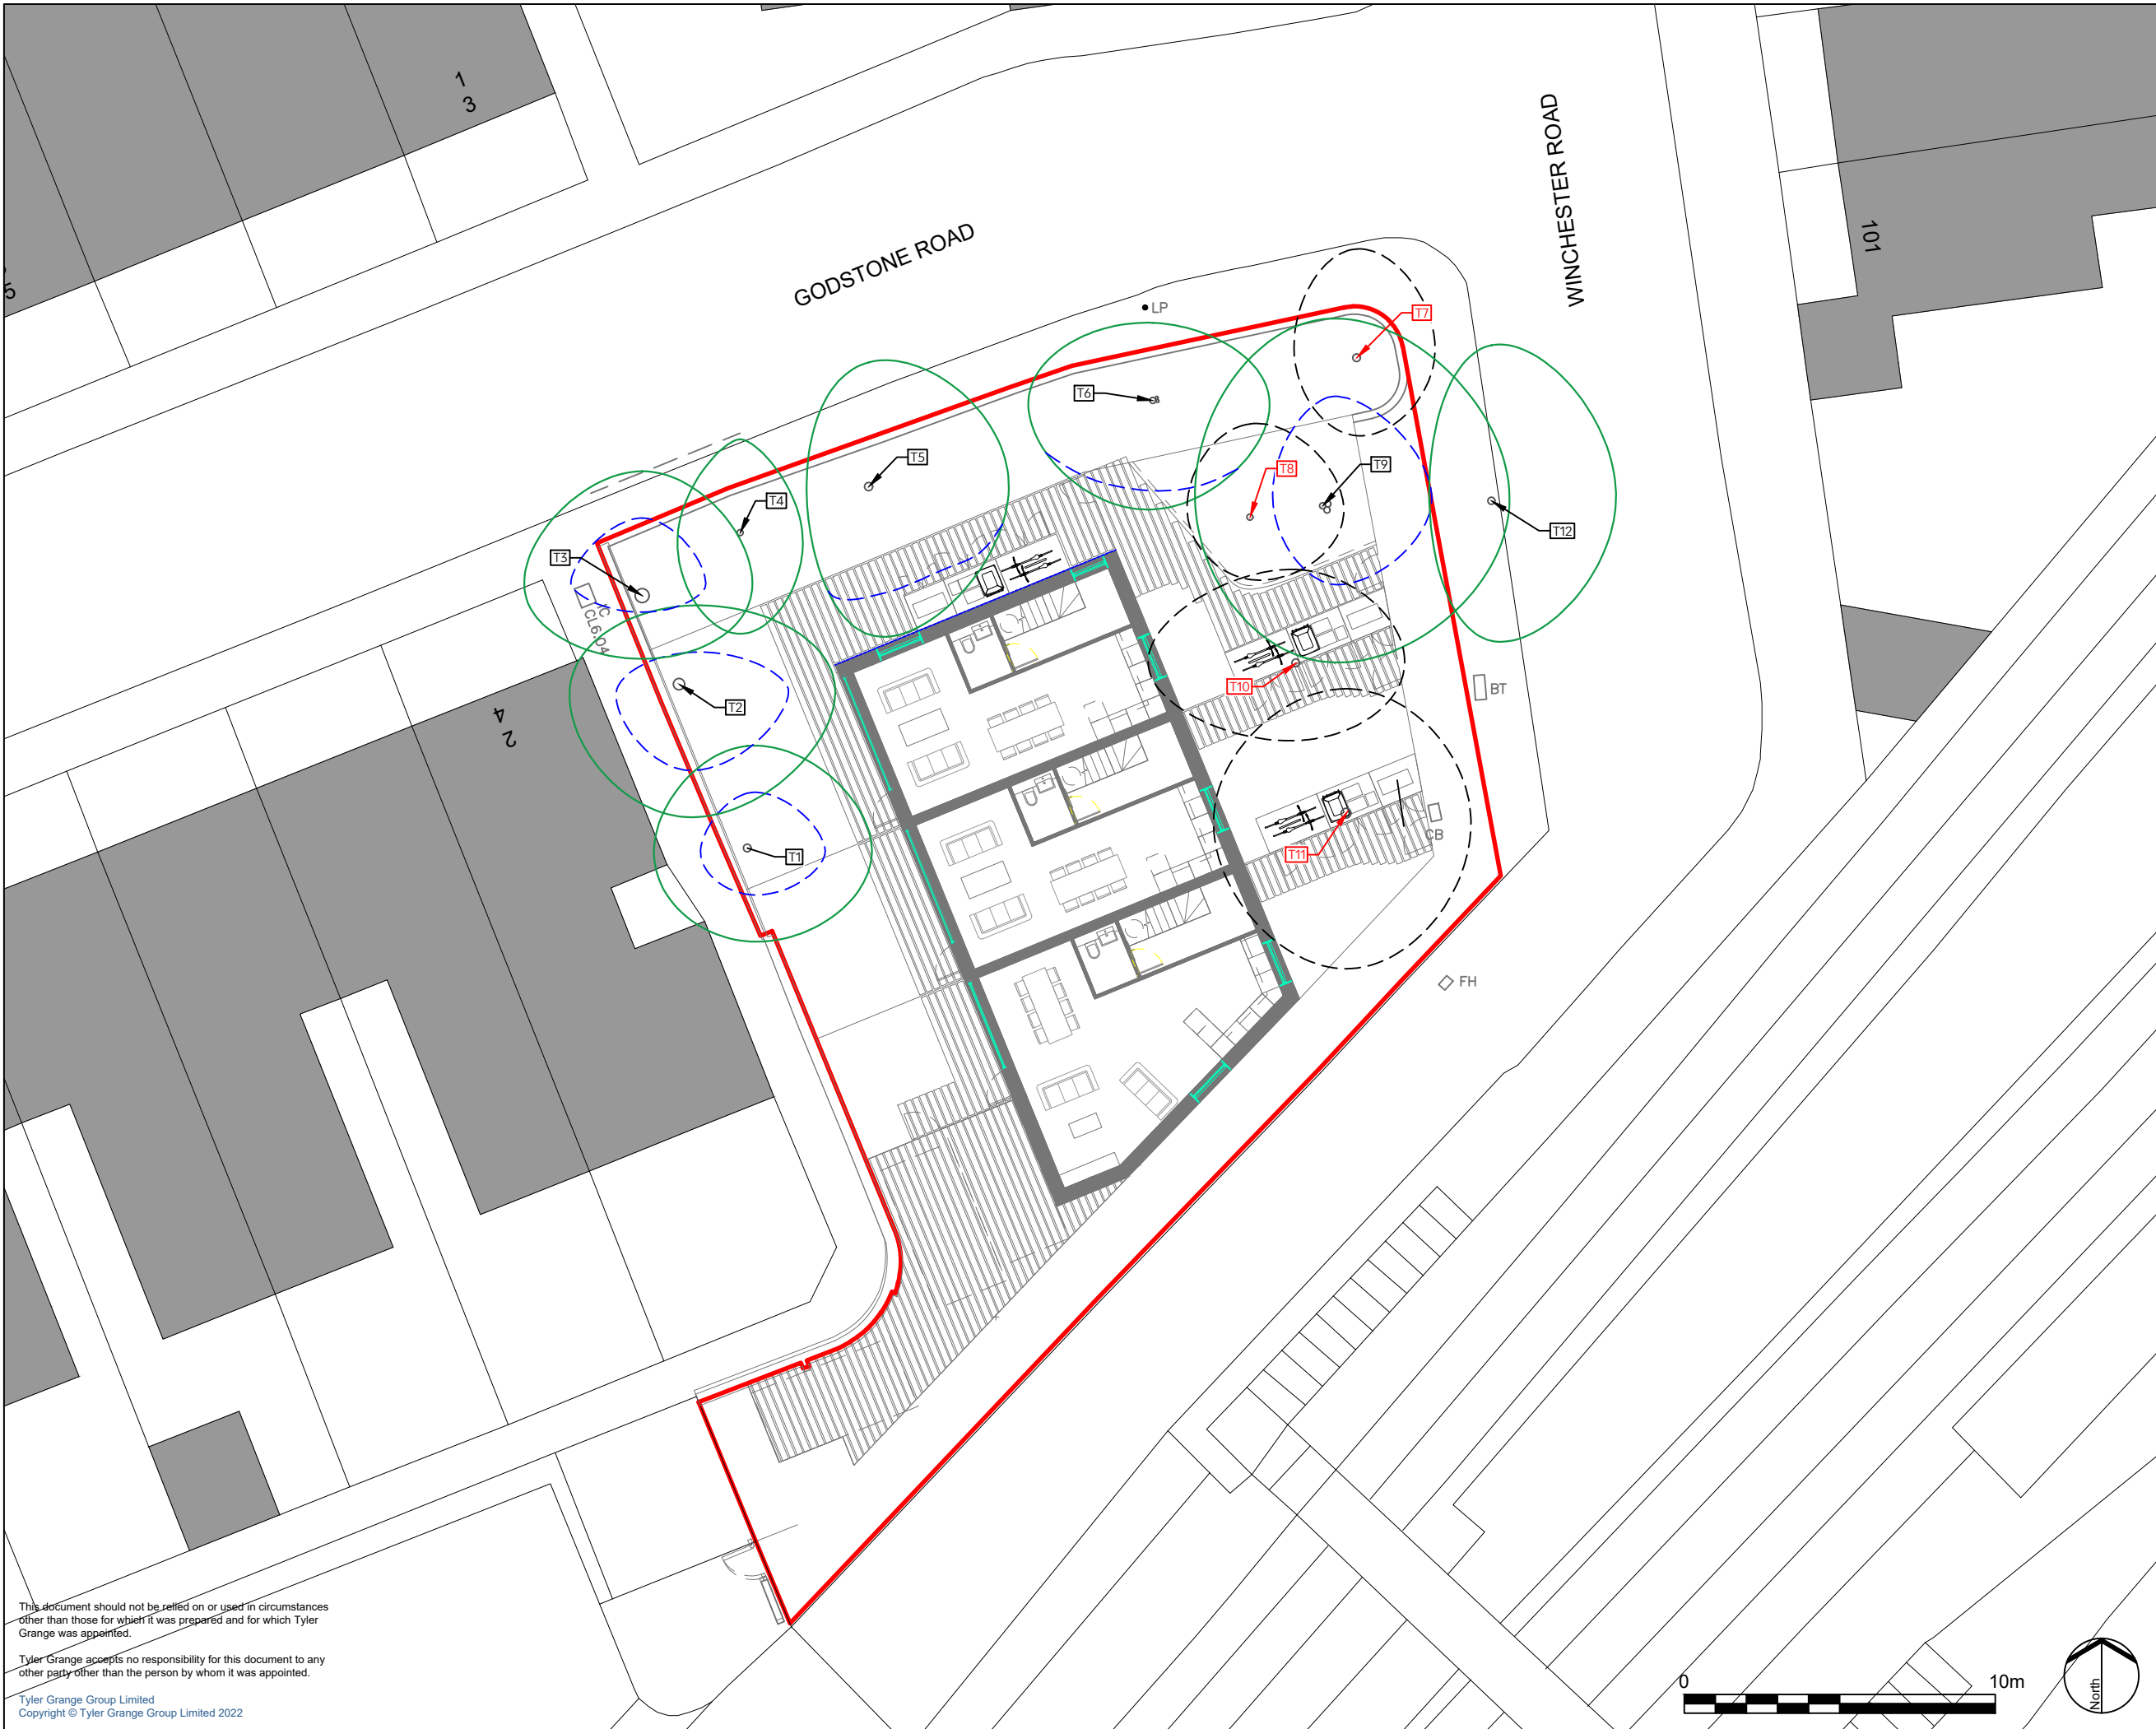 1
3
5
GODSTONE ROAD
WINCHESTER ROAD
101
LP
T7
T6
T8
T9
T5
T4
T12
T3
IC
CL6.04
T2
T10
BT
2
4
T1
T11
CB
FH
This document should not be relied on or used in circumstances
other than those for which it was prepared and for which Tyler
Grange was appointed.
Tyler Grange accepts no responsibility for this document to any
other party other than the person by whom it was appointed.
Tyler Grange Group Limited
Copyright © Tyler Grange Group Limited 2022
0
10m
North